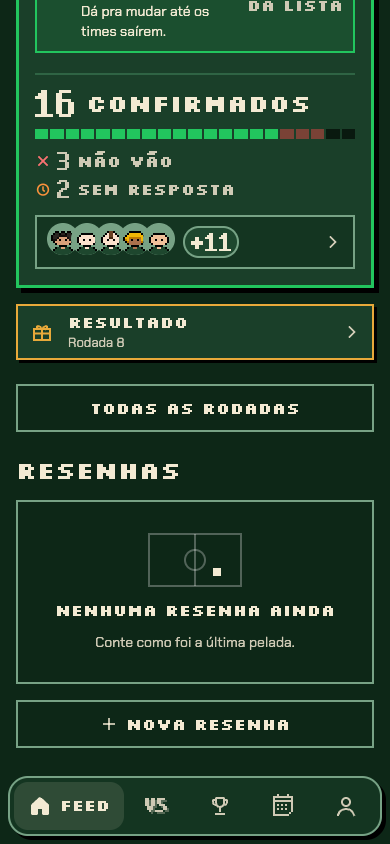 Dá pra mudar até os
times saírem.
DA LISTA
16 CONFIRMADOS
3 NÃO VÃO
2 SEM RESPOSTA
+11
RESULTADO
Rodada 8
TODAS AS RODADAS
RESENHAS
NENHUMA RESENHA AINDA
Conte como foi a última pelada.
+ NOVA RESENHA
FEED
VS